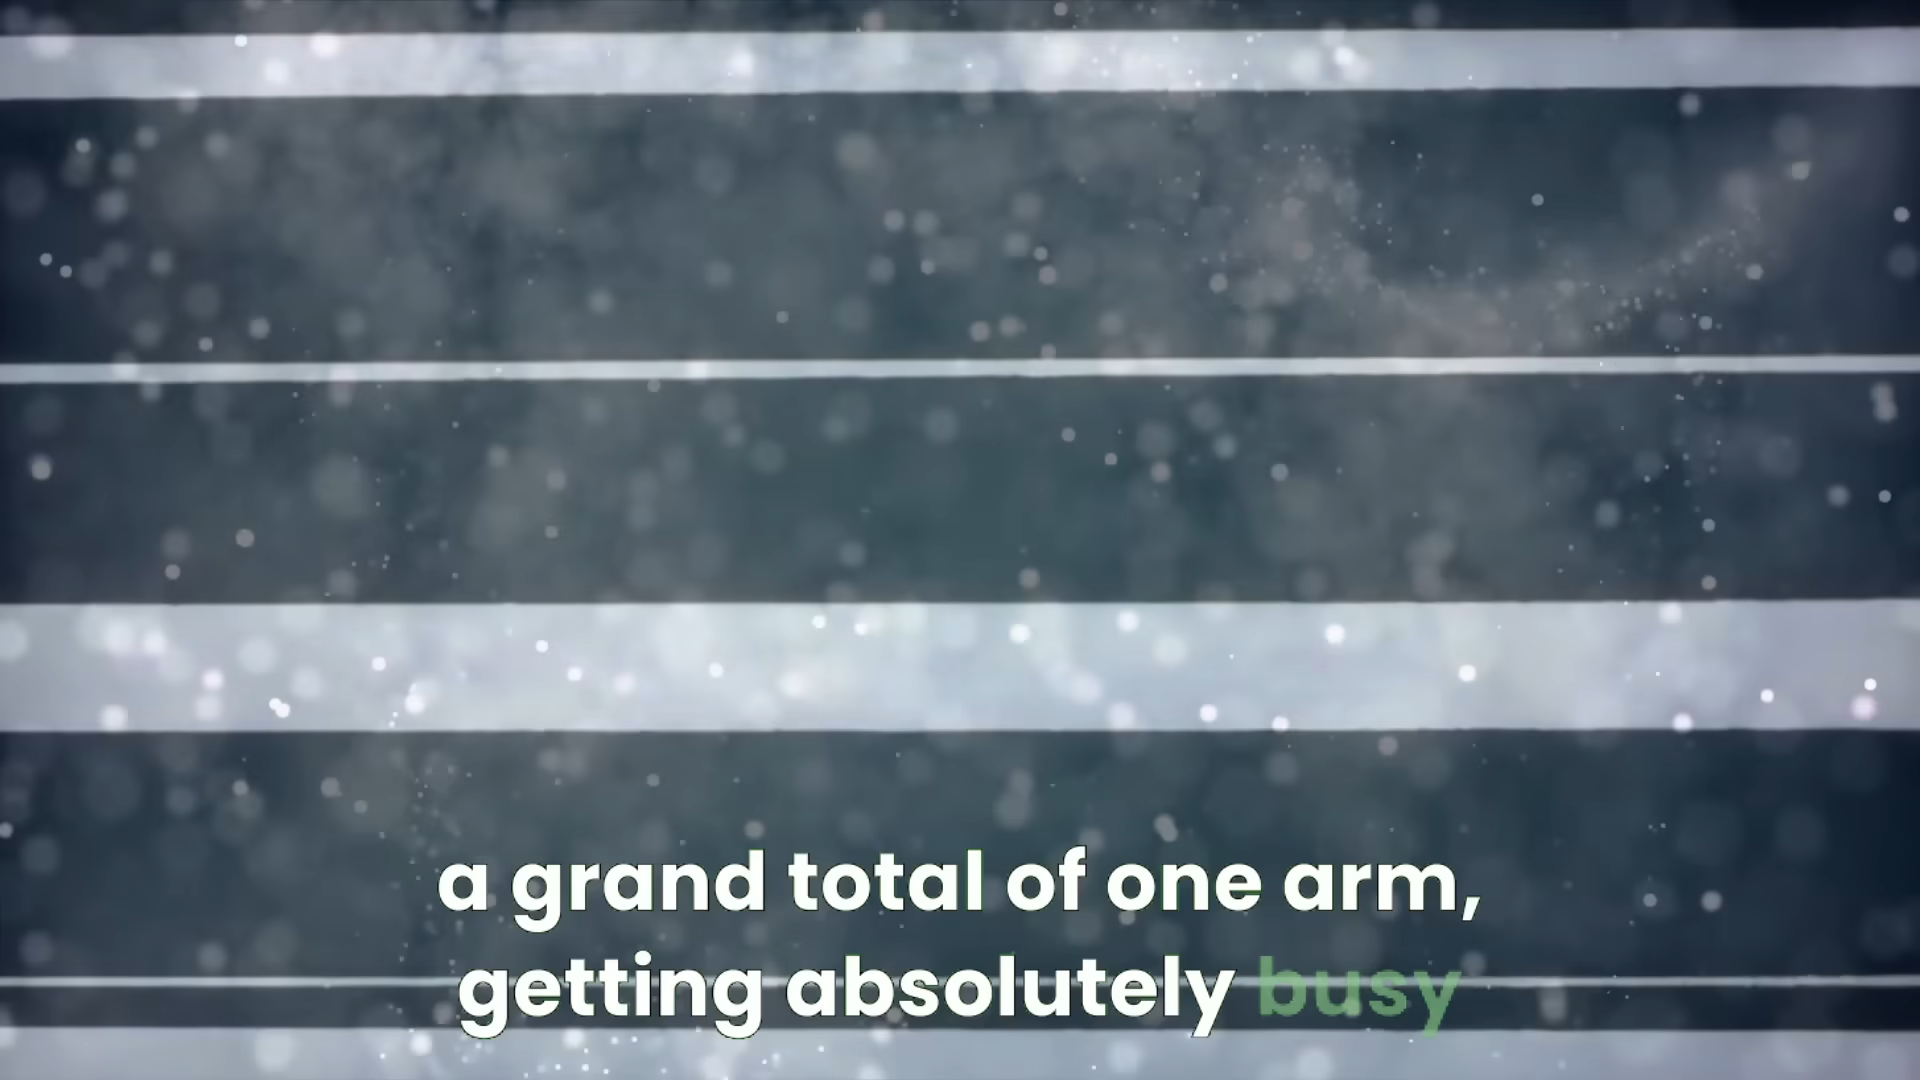 a grand total of one arm,
getting absolutely busy